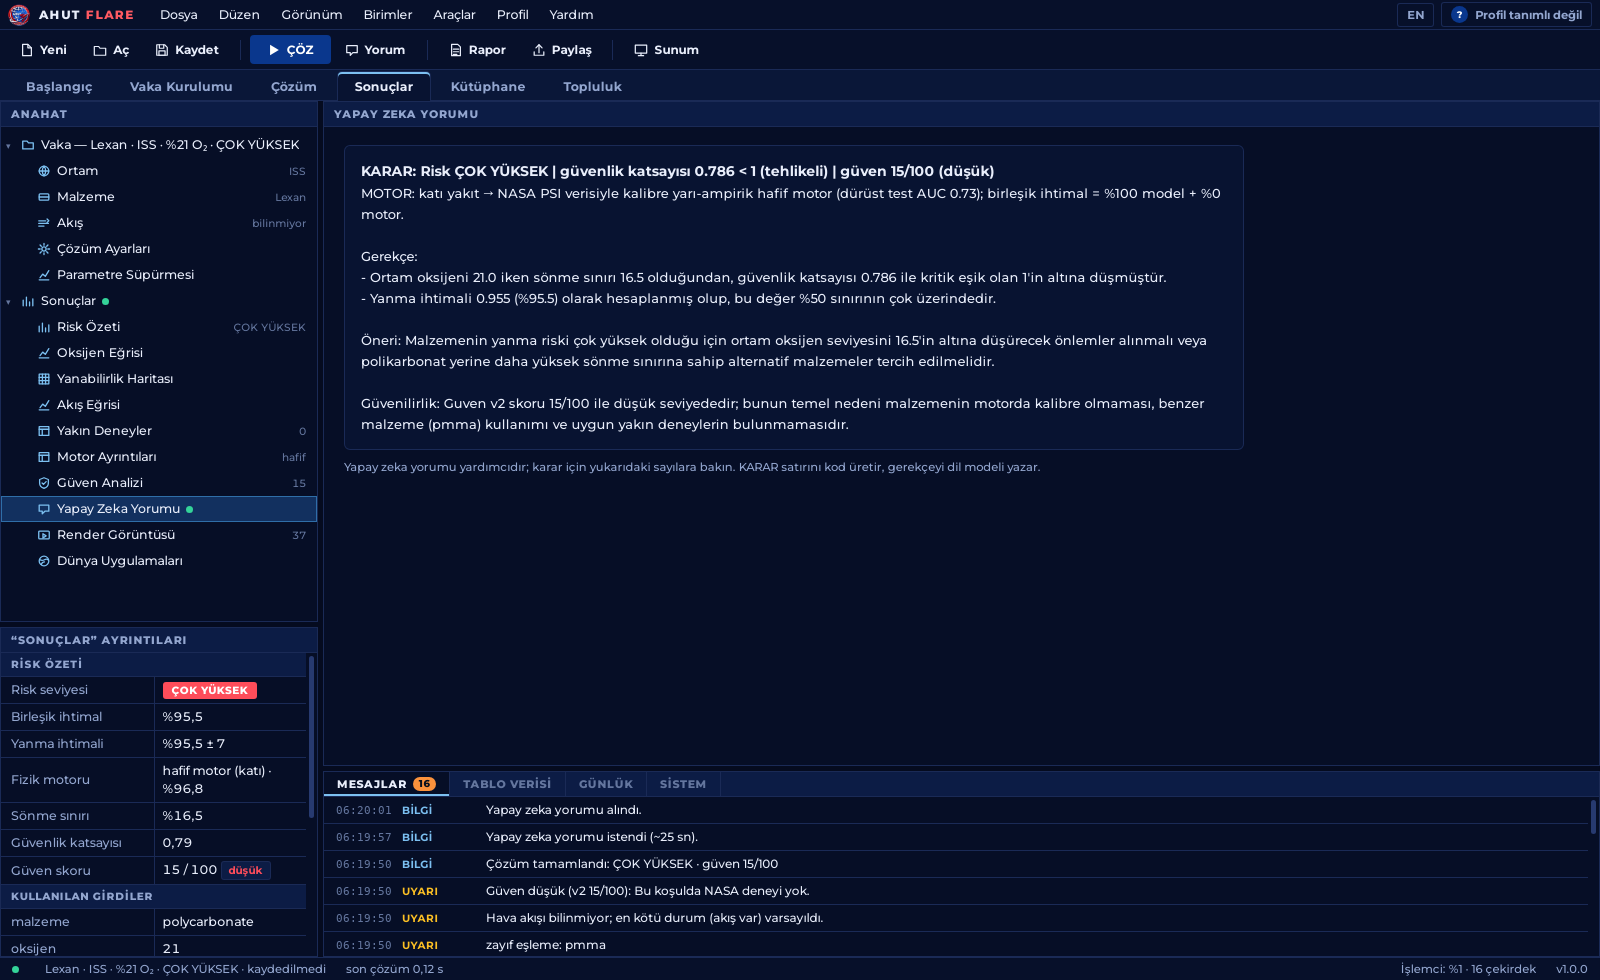 AHUT FLARE Dosya Düzen Görünüm Birimler Araçlar Profil Yardım EN ? Profil tanımlı değil
Yeni Aç Kaydet ÇÖZ Yorum Rapor Paylaş Sunum
Başlangıç Vaka Kurulumu Çözüm Sonuçlar Kütüphane Topluluk
ANAHAT
Vaka — Lexan · ISS · %21 O₂ · ÇOK YÜKSEK
Ortam ISS
Malzeme Lexan
Akış bilinmiyor
Çözüm Ayarları
Parametre Süpürmesi
Sonuçlar
Risk Özeti ÇOK YÜKSEK
Oksijen Eğrisi
Yanabilirlik Haritası
Akış Eğrisi
Yakın Deneyler 0
Motor Ayrıntıları hafif
Güven Analizi 15
Yapay Zeka Yorumu
Render Görüntüsü 37
Dünya Uygulamaları
“SONUÇLAR” AYRINTILARI
RİSK ÖZETİ
Risk seviyesi ÇOK YÜKSEK
Birleşik ihtimal %95,5
Yanma ihtimali %95,5 ± 7
Fizik motoru hafif motor (katı) ·
%96,8
Sönme sınırı %16,5
Güvenlik katsayısı 0,79
Güven skoru 15 / 100 düşük
KULLANILAN GİRDİLER
malzeme polycarbonate
oksijen 21
YAPAY ZEKA YORUMU
KARAR: Risk ÇOK YÜKSEK | güvenlik katsayısı 0.786 < 1 (tehlikeli) | güven 15/100 (düşük)
MOTOR: katı yakıt → NASA PSI verisiyle kalibre yarı-ampirik hafif motor (dürüst test AUC 0.73); birleşik ihtimal = %100 model + %0
motor.
Gerekçe:
- Ortam oksijeni 21.0 iken sönme sınırı 16.5 olduğundan, güvenlik katsayısı 0.786 ile kritik eşik olan 1'in altına düşmüştür.
- Yanma ihtimali 0.955 (%95.5) olarak hesaplanmış olup, bu değer %50 sınırının çok üzerindedir.
Öneri: Malzemenin yanma riski çok yüksek olduğu için ortam oksijen seviyesini 16.5'in altına düşürecek önlemler alınmalı veya
polikarbonat yerine daha yüksek sönme sınırına sahip alternatif malzemeler tercih edilmelidir.
Güvenilirlik: Guven v2 skoru 15/100 ile düşük seviyededir; bunun temel nedeni malzemenin motorda kalibre olmaması, benzer
malzeme (pmma) kullanımı ve uygun yakın deneylerin bulunmamasıdır.
Yapay zeka yorumu yardımcıdır; karar için yukarıdaki sayılara bakın. KARAR satırını kod üretir, gerekçeyi dil modeli yazar.
MESAJLAR 16 TABLO VERİSİ GÜNLÜK SİSTEM
06:20:01 BİLGİ Yapay zeka yorumu alındı.
06:19:57 BİLGİ Yapay zeka yorumu istendi (~25 sn).
06:19:50 BİLGİ Çözüm tamamlandı: ÇOK YÜKSEK · güven 15/100
06:19:50 UYARI Güven düşük (v2 15/100): Bu koşulda NASA deneyi yok.
06:19:50 UYARI Hava akışı bilinmiyor; en kötü durum (akış var) varsayıldı.
06:19:50 UYARI zayıf eşleme: pmma
Lexan · ISS · %21 O₂ · ÇOK YÜKSEK · kaydedilmedi son çözüm 0,12 s İşlemci: %1 · 16 çekirdek v1.0.0